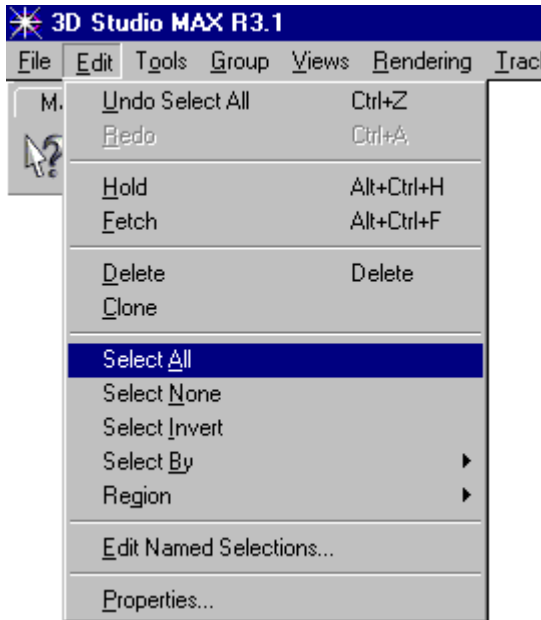 3D Studio MAX R3.1
File Edit Tools Group Views Rendering Trac
M.
Undo Select All Ctrl+Z
Redo Ctrl+A
Hold Alt+Ctrl+H
Fetch Alt+Ctrl+F
Delete Delete
Clone
Select All
Select None
Select Invert
Select By
Region
Edit Named Selections...
Properties...